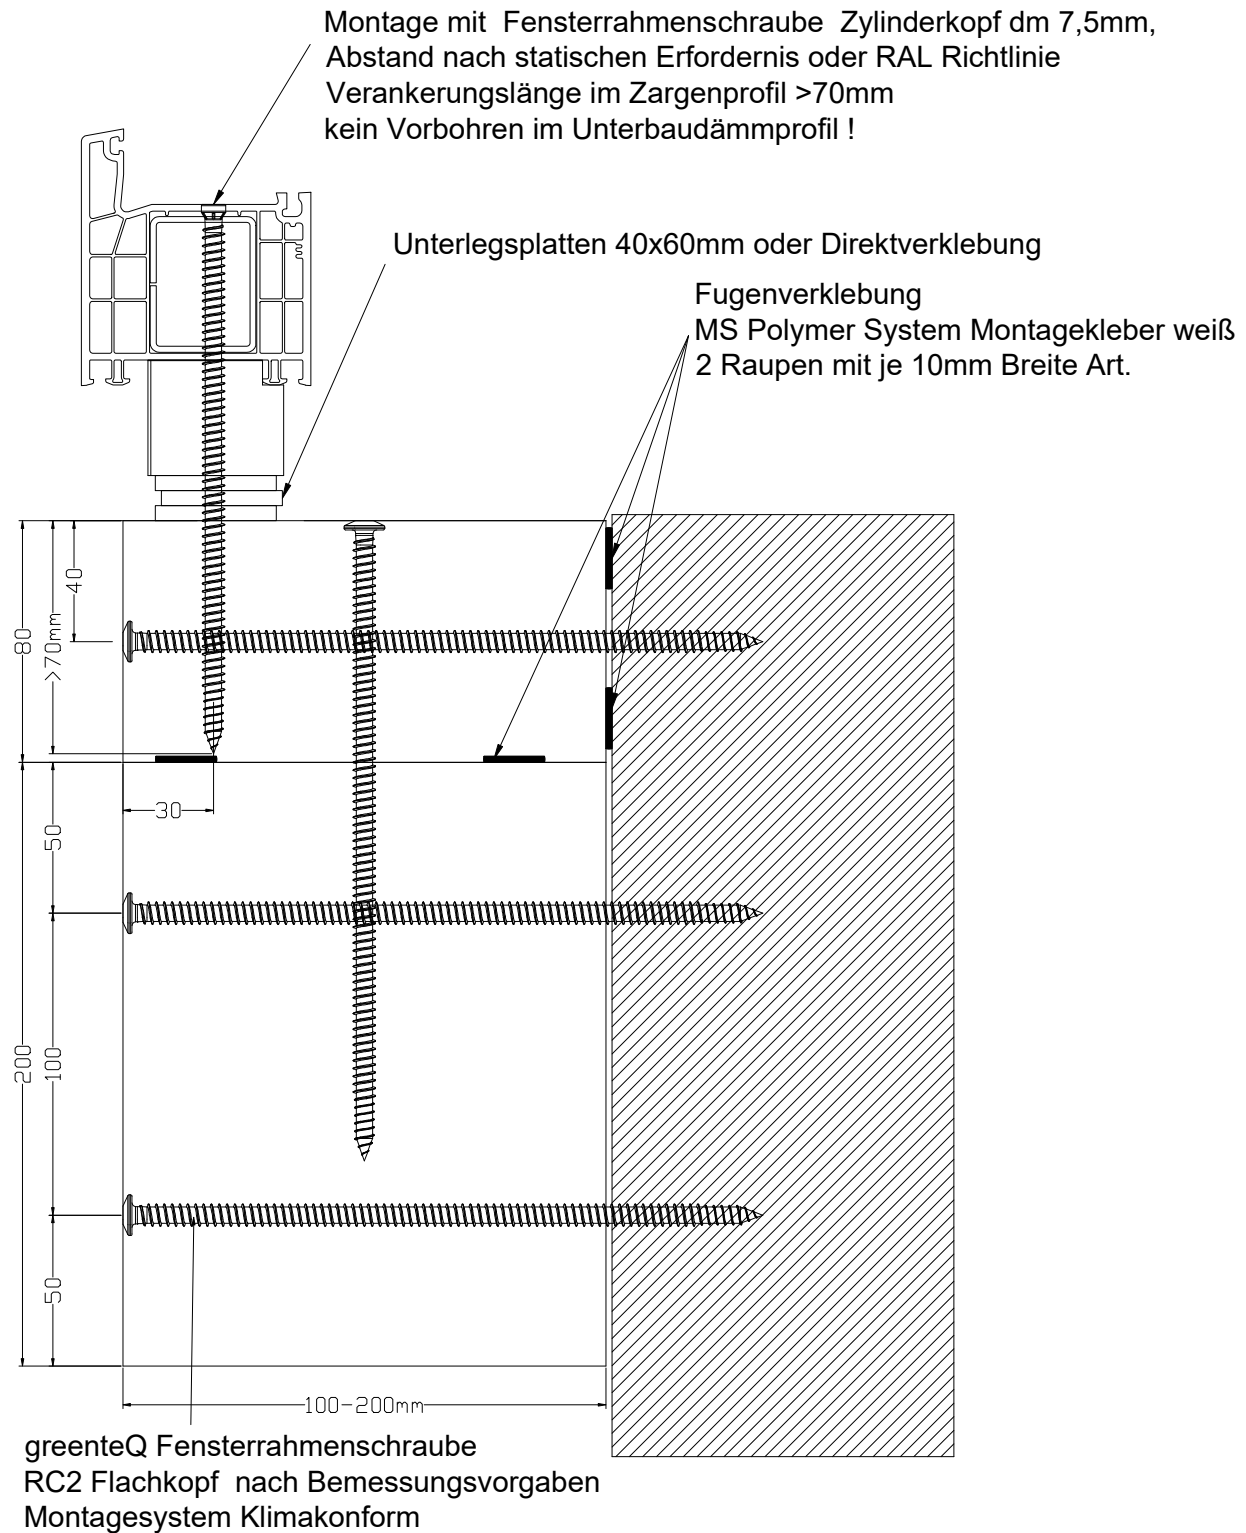 Montage mit  Fensterrahmenschraube  Zylinderkopf dm 7,5mm,
Abstand nach statischen Erfordernis oder RAL Richtlinie
Verankerungslänge im Zargenprofil >70mm
kein Vorbohren im Unterbaudämmprofil !
Unterlegsplatten 40x60mm oder Direktverklebung
Fugenverklebung
MS Polymer System Montagekleber weiß
2 Raupen mit je 10mm Breite Art.
40
80
>70mm
30
50
200
100
50
100-200mm
greenteQ Fensterrahmenschraube
RC2 Flachkopf  nach Bemessungsvorgaben
Montagesystem Klimakonform